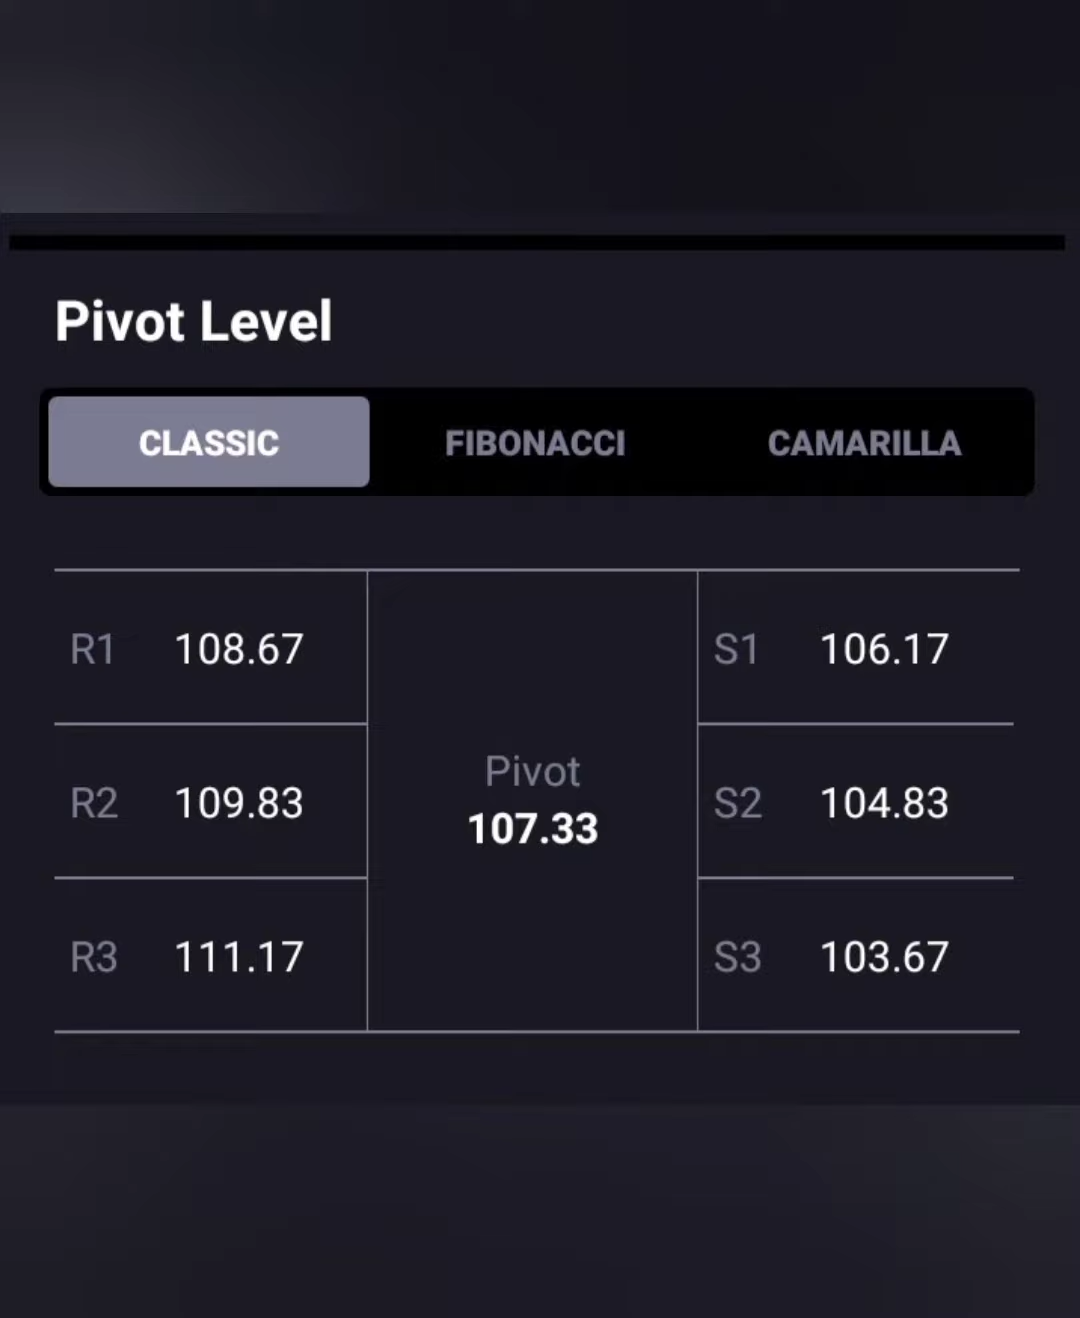 Pivot Level
CLASSIC FIBONACCI CAMARILLA
R1 108.67 S1 106.17
R2 109.83 Pivot S2 104.83
107.33
R3 111.17 S3 103.67